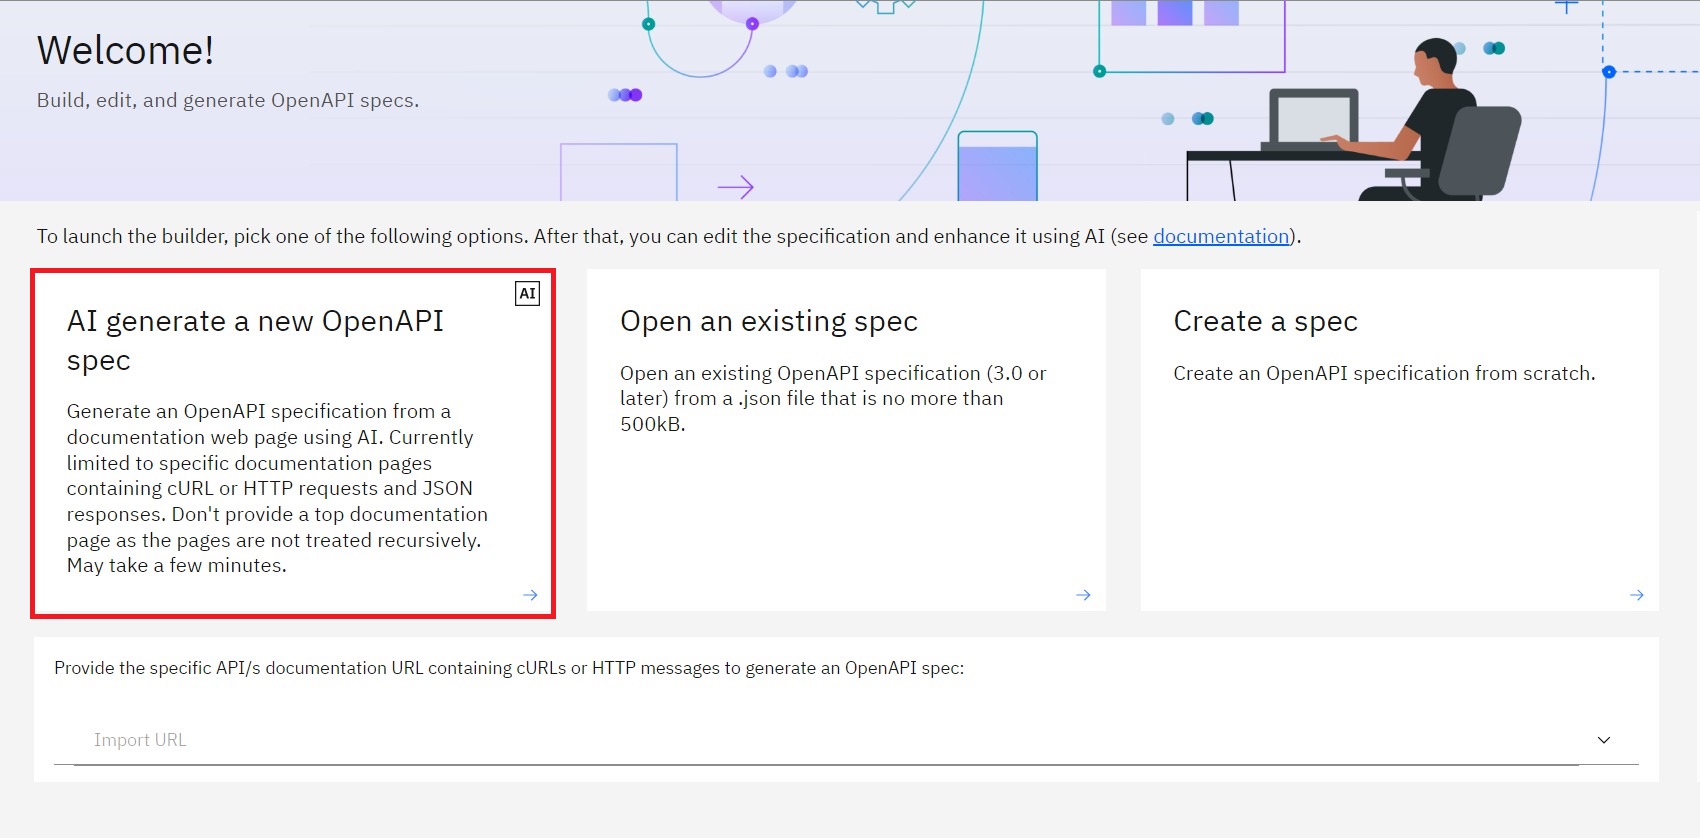 Welcome!
Build, edit, and generate OpenAPI specs.
To launch the builder, pick one of the following options. After that, you can edit the specification and enhance it using AI (see documentation).
AI
AI generate a new OpenAPI
spec
Generate an OpenAPI specification from a
documentation web page using AI. Currently
limited to specific documentation pages
containing cURL or HTTP requests and JSON
responses. Don't provide a top documentation
page as the pages are not treated recursively.
May take a few minutes.
Open an existing spec
Open an existing OpenAPI specification (3.0 or
later) from a .json file that is no more than
500kB.
Create a spec
Create an OpenAPI specification from scratch.
Provide the specific API/s documentation URL containing cURLs or HTTP messages to generate an OpenAPI spec:
Import URL